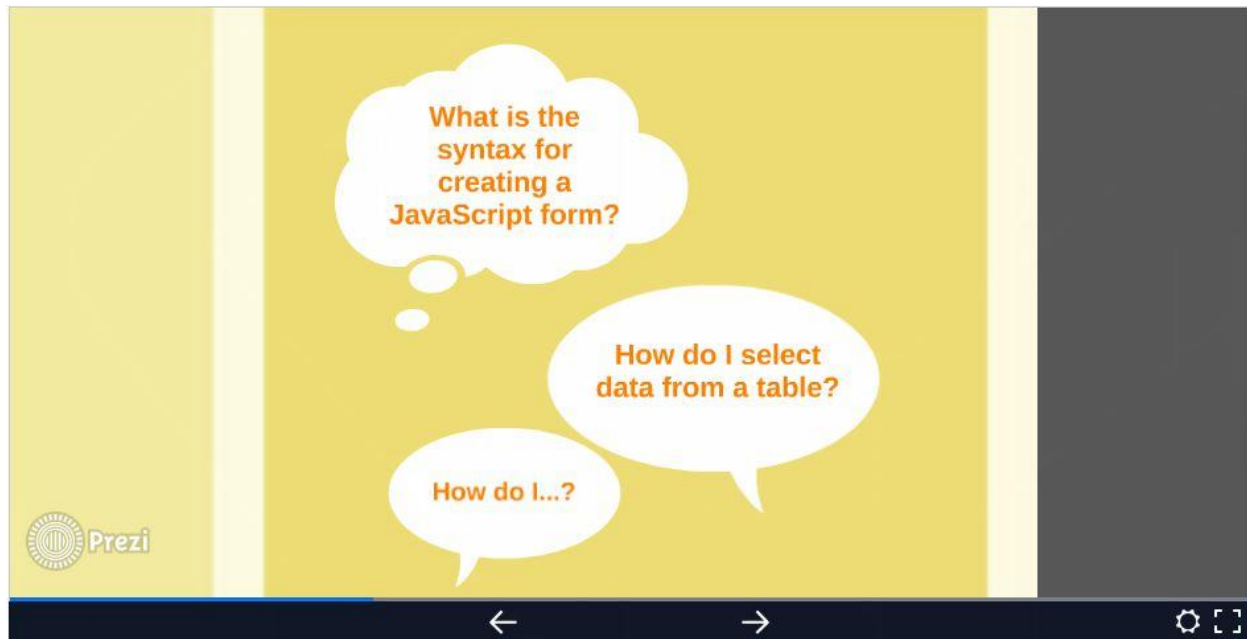 What is the
syntax for
creating a
JavaScript form?
How do I select
data from a table?
How do I...?
Prezi